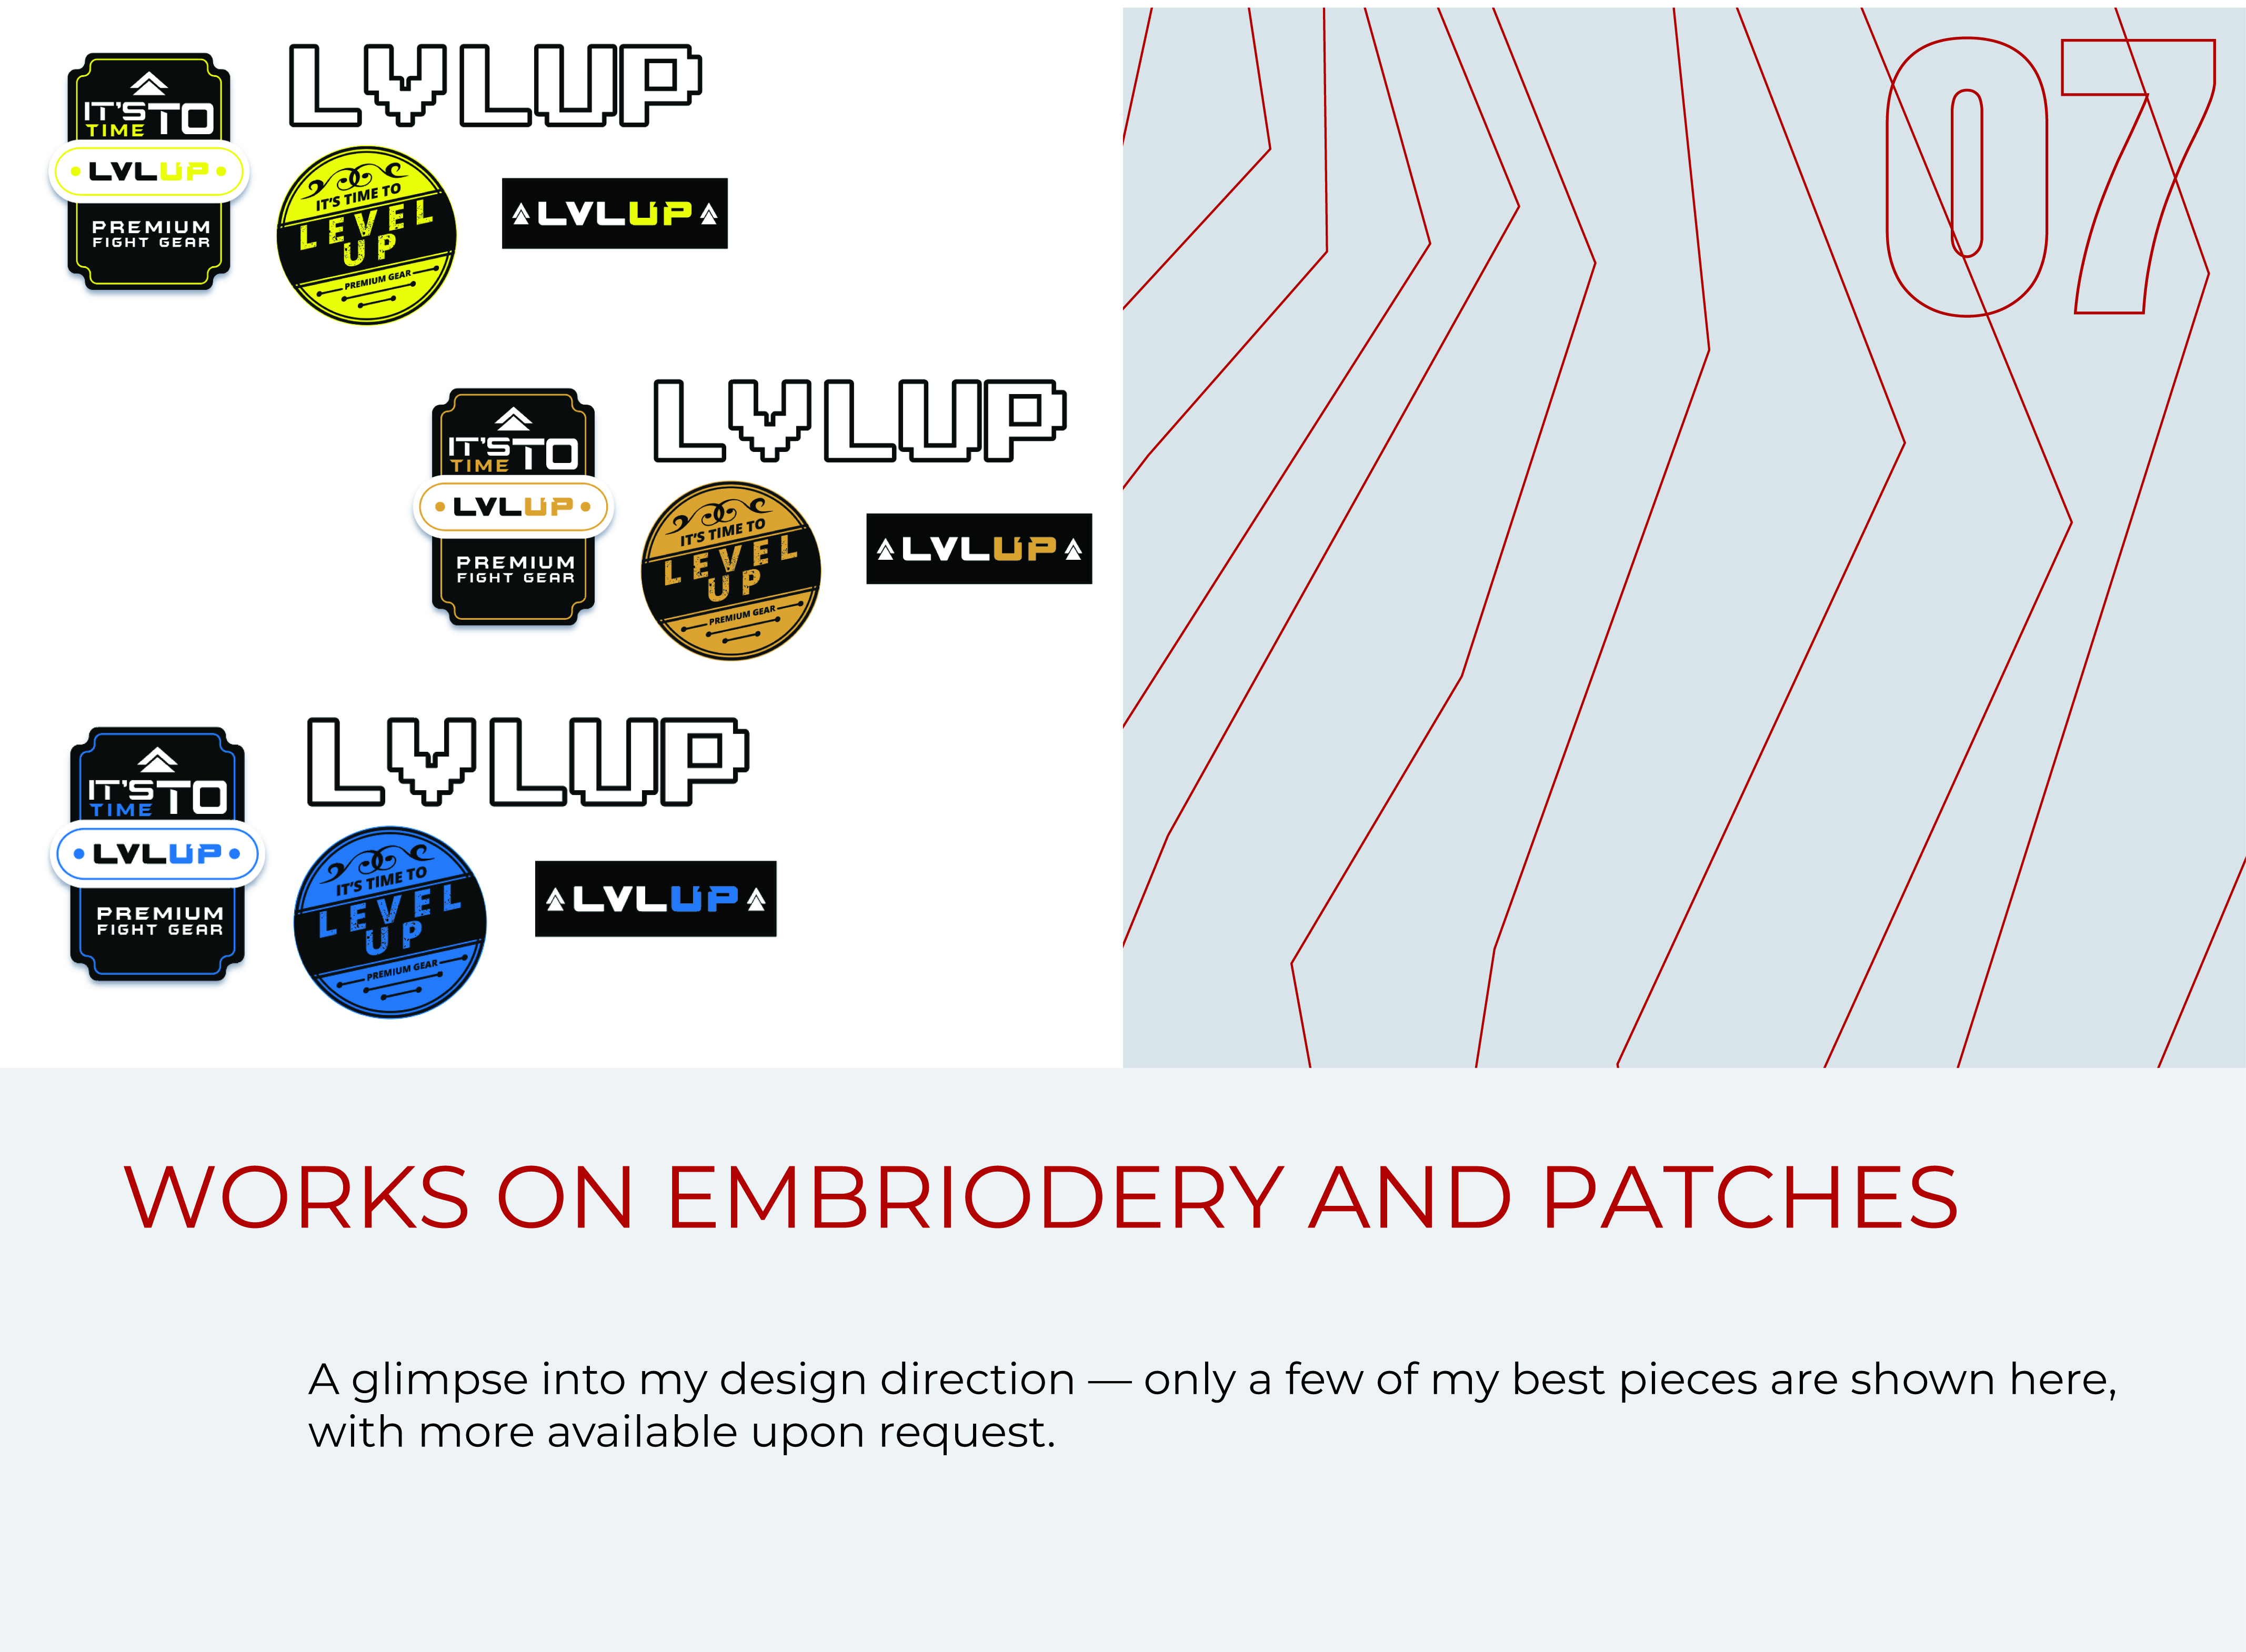 07
IT'S TO
TIME
LVLUP
PREMIUM
FIGHT GEAR
LVLUP
IT'S TIME TO
LEVEL
UP
PREMIUM GEAR
LVLUP
IT'S TO
TIME
LVLUP
PREMIUM
FIGHT GEAR
LVLUP
IT'S TIME TO
LEVEL
UP
PREMIUM GEAR
LVLUP
IT'S TO
TIME
LVLUP
PREMIUM
FIGHT GEAR
LVLUP
IT'S TIME TO
LEVEL
UP
PREMIUM GEAR
LVLUP
WORKS ON EMBRIODERY AND PATCHES
A glimpse into my design direction — only a few of my best pieces are shown here,
with more available upon request.